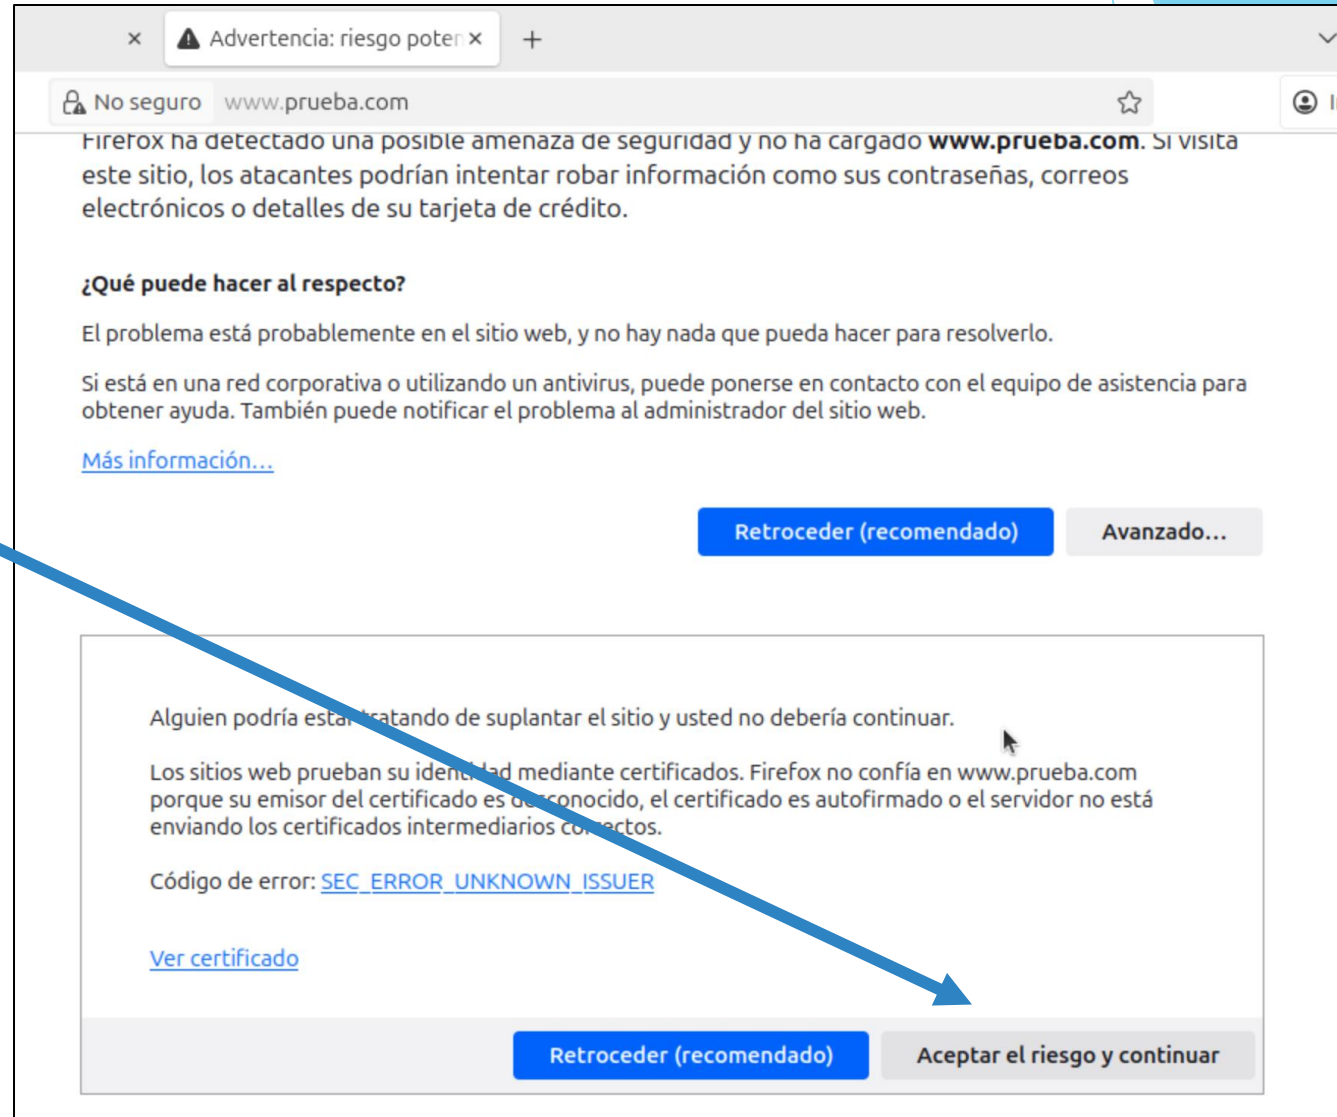 Advertencia: riesgo poten
No seguro www.prueba.com
Firefox ha detectado una posible amenaza de seguridad y no ha cargado www.prueba.com. Si visita
este sitio, los atacantes podrían intentar robar información como sus contraseñas, correos
electrónicos o detalles de su tarjeta de crédito.
¿Qué puede hacer al respecto?
El problema está probablemente en el sitio web, y no hay nada que pueda hacer para resolverlo.
Si está en una red corporativa o utilizando un antivirus, puede ponerse en contacto con el equipo de asistencia para
obtener ayuda. También puede notificar el problema al administrador del sitio web.
Más información...
Retroceder (recomendado) Avanzado...
Alguien podría estar tratando de suplantar el sitio y usted no debería continuar.
Los sitios web prueban su identidad mediante certificados. Firefox no confía en www.prueba.com
porque su emisor del certificado es desconocido, el certificado es autofirmado o el servidor no está
enviando los certificados intermediarios correctos.
Código de error: SEC_ERROR_UNKNOWN_ISSUER
Ver certificado
Retroceder (recomendado) Aceptar el riesgo y continuar